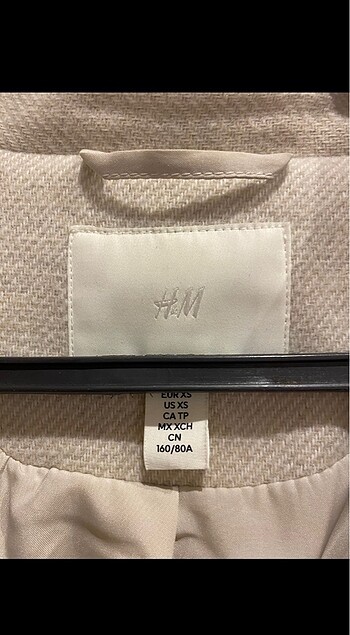 H&M
EUR XS
US XS
CA TP
MX XCH
CN
160/80A